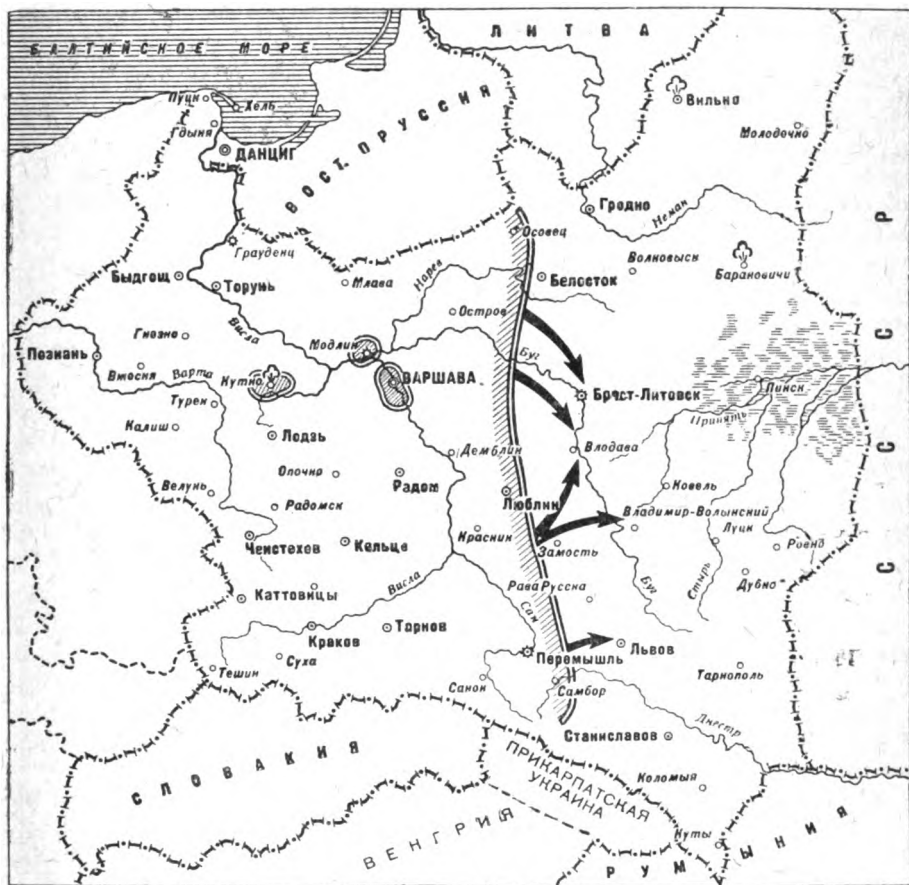 БАЛТИЙСКОЕ МОРЕ
ЛИТВА
Вильно
Пуцк
Хель
Гдыня
Молодечно
ДАНЦИГ
ВОСТ. ПРУССИЯ
Гродно
Неман
СССР
Осовец
Грауденц
Волковыск
Барановичи
Быдгощ
Торунь
Млава
Нарев
Белосток
Остров
Гнезно
Висла
Модлин
Познань
Вжесня
Варта
Кутно
ВАРШАВА
Буг
Брест-Литовск
Пинск
Турек
Припять
Калиш
Лодзь
Демблин
Влодава
Опочно
Радом
Велунь
Люблин
Ковель
Радомск
Владимир-Волынский
Луцк
Красник
Ченстехов
Кельце
Замость
Ровно
Рава Русска
Буг
Стырь
Дубно
Каттовицы
Висла
Сан
Краков
Тарнов
Львов
Перемышль
Тешин
Суха
Тарнополь
Санок
Самбор
Днестр
Станиславов
СЛОВАКИЯ
ПРИКАРПАТСКАЯ
УКРАИНА
Коломыя
ВЕНГРИЯ
Куты
РУМЫНИЯ